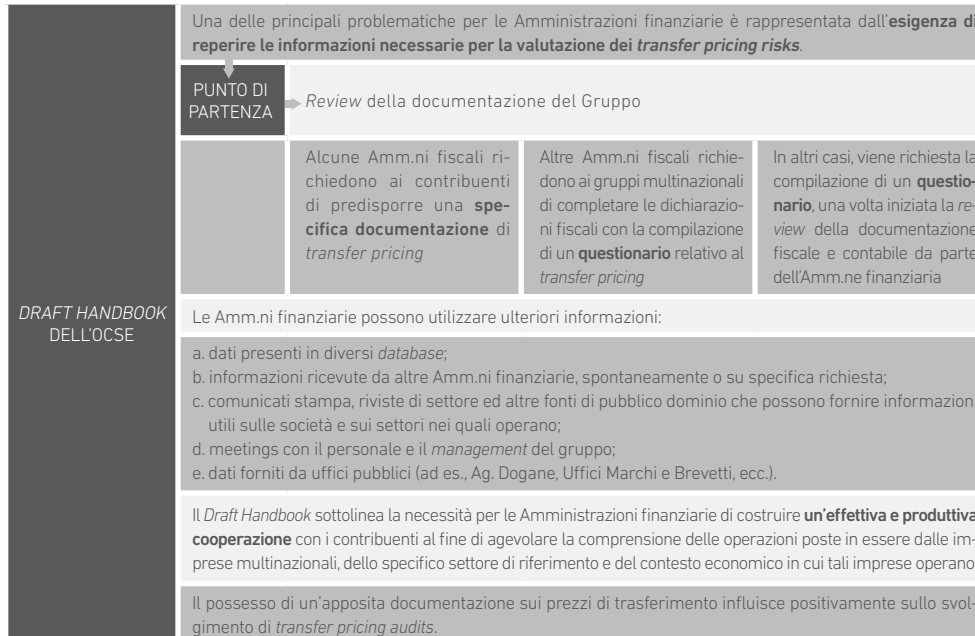 Una delle principali problematiche per le Amministrazioni finanziarie è rappresentata dall'esigenza di
reperire le informazioni necessarie per la valutazione dei transfer pricing risks.
PUNTO DI
PARTENZA
Review della documentazione del Gruppo
Alcune Amm.ni fiscali ri-
chiedono ai contribuenti
di predisporre una spe-
cifica documentazione di
transfer pricing
Altre Amm.ni fiscali richie-
dono ai gruppi multinazionali
di completare le dichiarazio-
ni fiscali con la compilazione
di un questionario relativo al
transfer pricing
In altri casi, viene richiesta la
compilazione di un questio-
nario, una volta iniziata la re-
view della documentazione
fiscale e contabile da parte
dell'Amm.ne finanziaria
DRAFT HANDBOOK
DELL'OCSE
Le Amm.ni finanziarie possono utilizzare ulteriori informazioni:
a. dati presenti in diversi database;
b. informazioni ricevute da altre Amm.ni finanziarie, spontaneamente o su specifica richiesta;
c. comunicati stampa, riviste di settore ed altre fonti di pubblico dominio che possono fornire informazion
utili sulle società e sui settori nei quali operano;
d. meetings con il personale e il management del gruppo;
e. dati forniti da uffici pubblici (ad es., Ag. Dogane, Uffici Marchi e Brevetti, ecc.).
Il Draft Handbook sottolinea la necessità per le Amministrazioni finanziarie di costruire un'effettiva e produttiva
cooperazione con i contribuenti al fine di agevolare la comprensione delle operazioni poste in essere dalle im-
prese multinazionali, dello specifico settore di riferimento e del contesto economico in cui tali imprese operano
Il possesso di un'apposita documentazione sui prezzi di trasferimento influisce positivamente sullo svol-
gimento di transfer pricing audits.